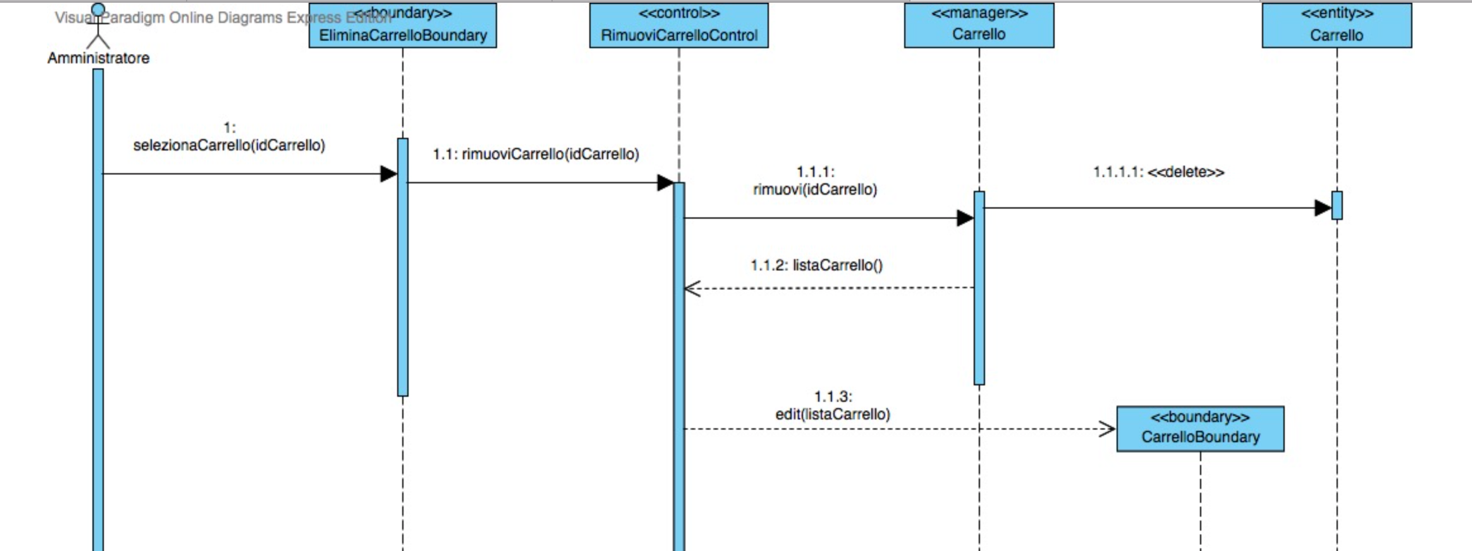 Visual Paradigm Online Diagrams Express Edition
Amministratore
<<boundary>>
EliminaCarrelloBoundary
<<control>>
RimuoviCarrelloControl
<<manager>>
Carrello
<<entity>>
Carrello
1:
selezionaCarrello(idCarrello)
1.1: rimuoviCarrello(idCarrello)
1.1.1:
rimuovi(idCarrello)
1.1.1.1: <<delete>>
1.1.2: listaCarrello()
1.1.3:
edit(listaCarrello)
<<boundary>>
CarrelloBoundary